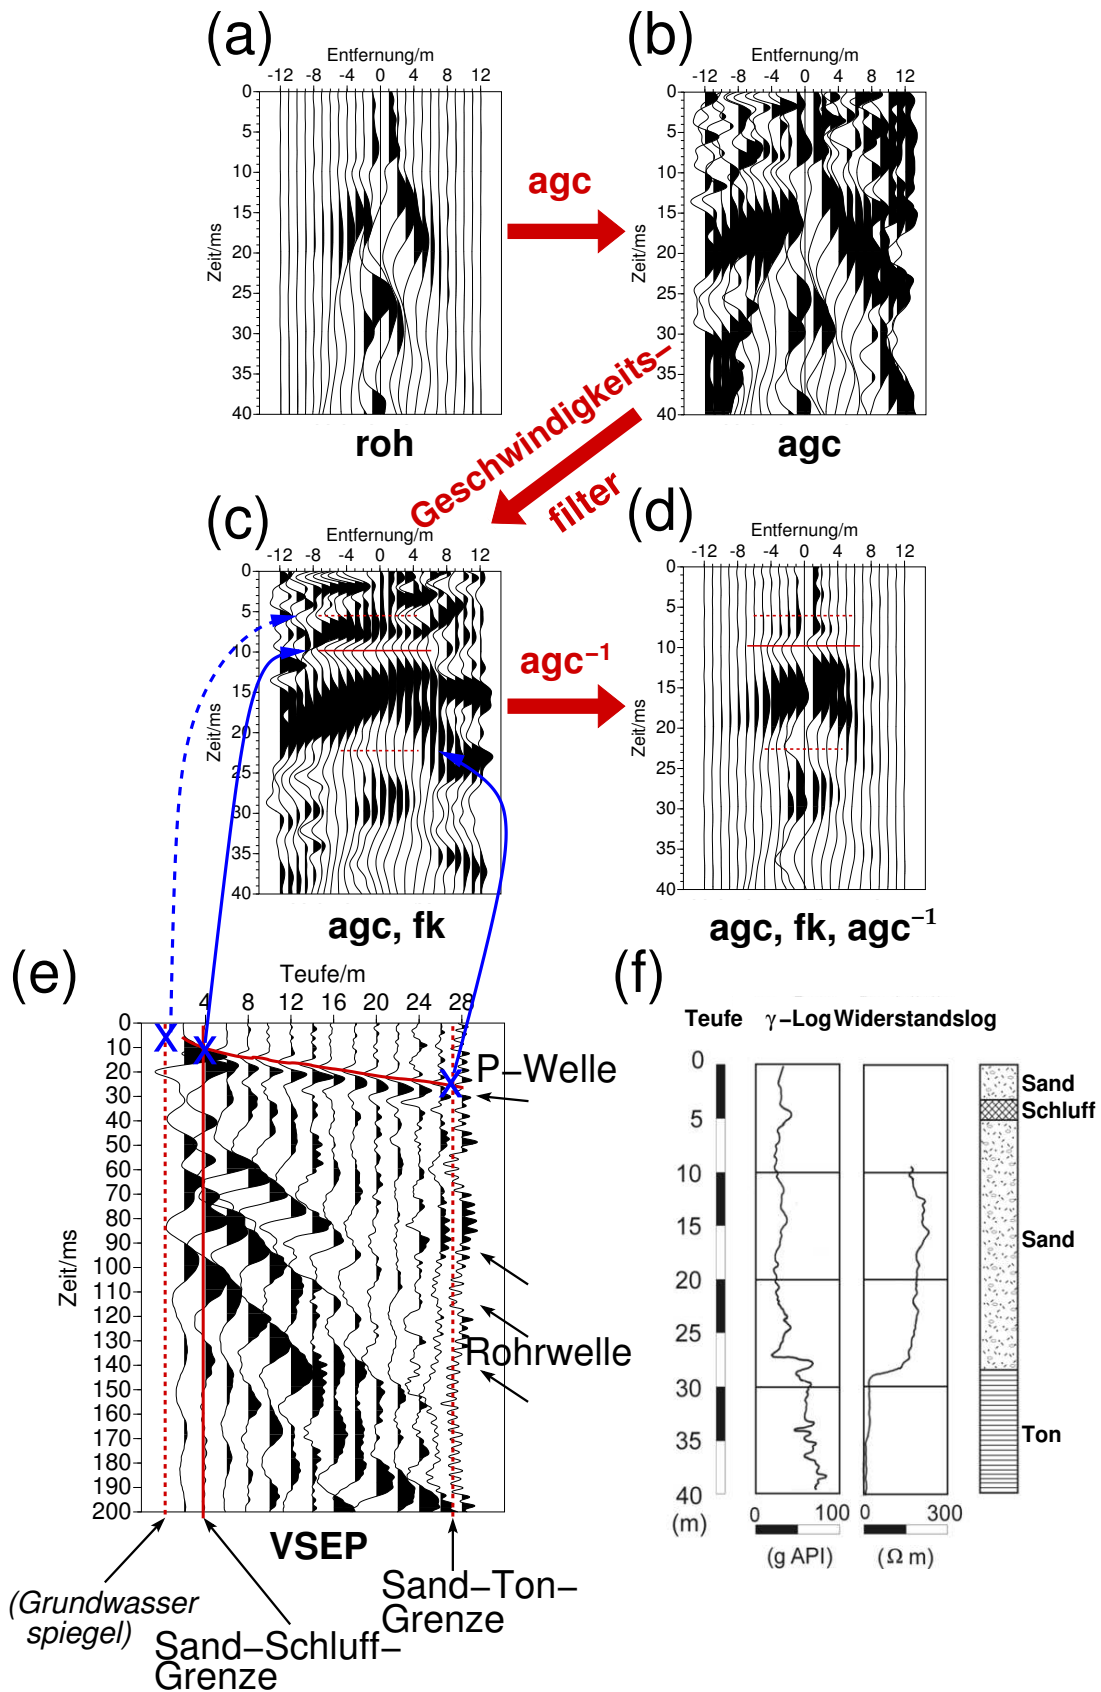 (a)
Entfernung/m
-12 -8 -4 0 4 8 12
0
5
10
15
20
25
30
35
40
Zeit/ms
roh
agc
(b)
Entfernung/m
-12 -8 -4 0 4 8 12
0
5
10
15
20
25
30
35
40
Zeit/ms
agc
Geschwindigkeits–
filter
(c)
Entfernung/m
-12 -8 -4 0 4 8 12
0
5
10
15
20
25
30
35
40
Zeit/ms
agc, fk
agc⁻¹
(d)
Entfernung/m
-12 -8 -4 0 4 8 12
0
5
10
15
20
25
30
35
40
Zeit/ms
agc, fk, agc⁻¹
(e)
Teufe/m
4 8 12 16 20 24 28
0
10
20
30
40
50
60
70
80
90
100
110
120
130
140
150
160
170
180
190
200
Zeit/ms
X
X
X
P–Welle
Rohrwelle
VSEP
(Grundwasser
spiegel)
Sand–Schluff–
Grenze
Sand–Ton–
Grenze
(f)
Teufe γ–Log Widerstandslog
0
5
10
15
20
25
30
35
40
(m)
0 100
(g API)
0 300
(Ω m)
Sand
Schluff
Sand
Ton